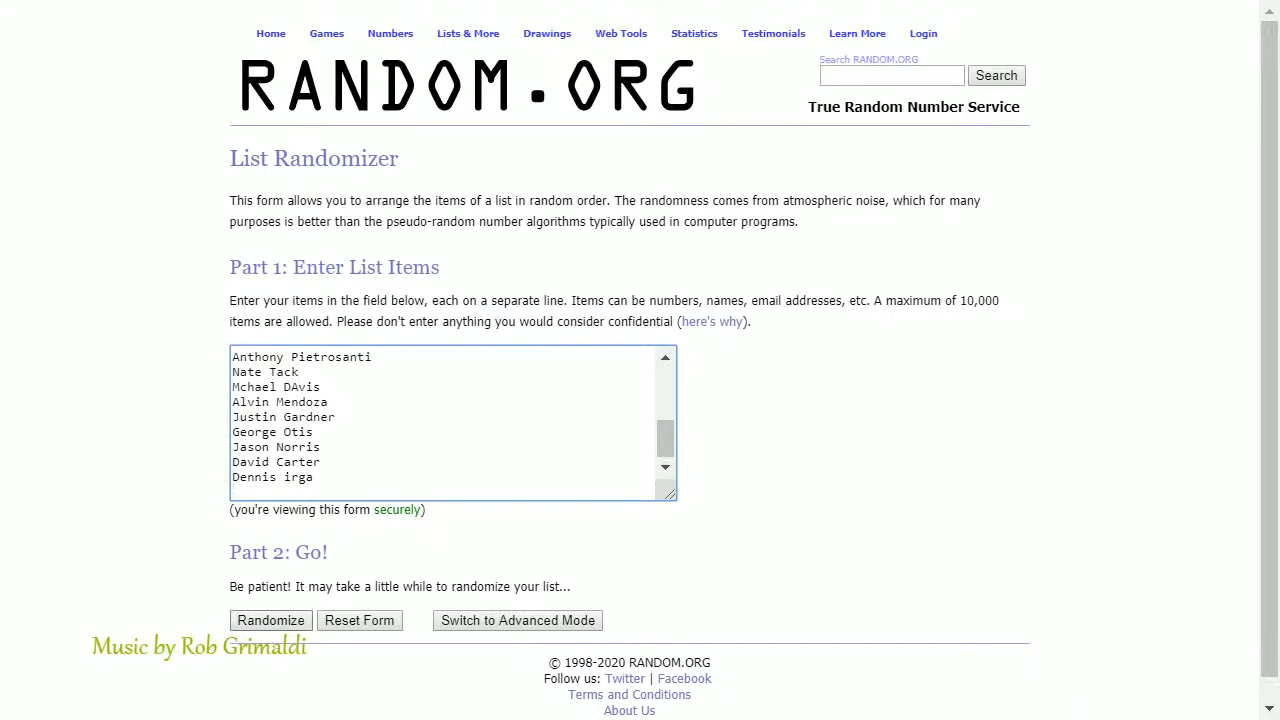 Home Games Numbers Lists & More Drawings Web Tools Statistics Testimonials Learn More Login
RANDOM.ORG
Search RANDOM.ORG
Search
True Random Number Service
List Randomizer
This form allows you to arrange the items of a list in random order. The randomness comes from atmospheric noise, which for many
purposes is better than the pseudo-random number algorithms typically used in computer programs.
Part 1: Enter List Items
Enter your items in the field below, each on a separate line. Items can be numbers, names, email addresses, etc. A maximum of 10,000
items are allowed. Please don't enter anything you would consider confidential (here's why).
Anthony Pietrosanti
Nate Tack
Mchael DAvis
Alvin Mendoza
Justin Gardner
George Otis
Jason Norris
David Carter
Dennis irga
(you're viewing this form securely)
Part 2: Go!
Be patient! It may take a little while to randomize your list...
Randomize Reset Form Switch to Advanced Mode
Music by Rob Grimaldi
© 1998-2020 RANDOM.ORG
Follow us: Twitter | Facebook
Terms and Conditions
About Us